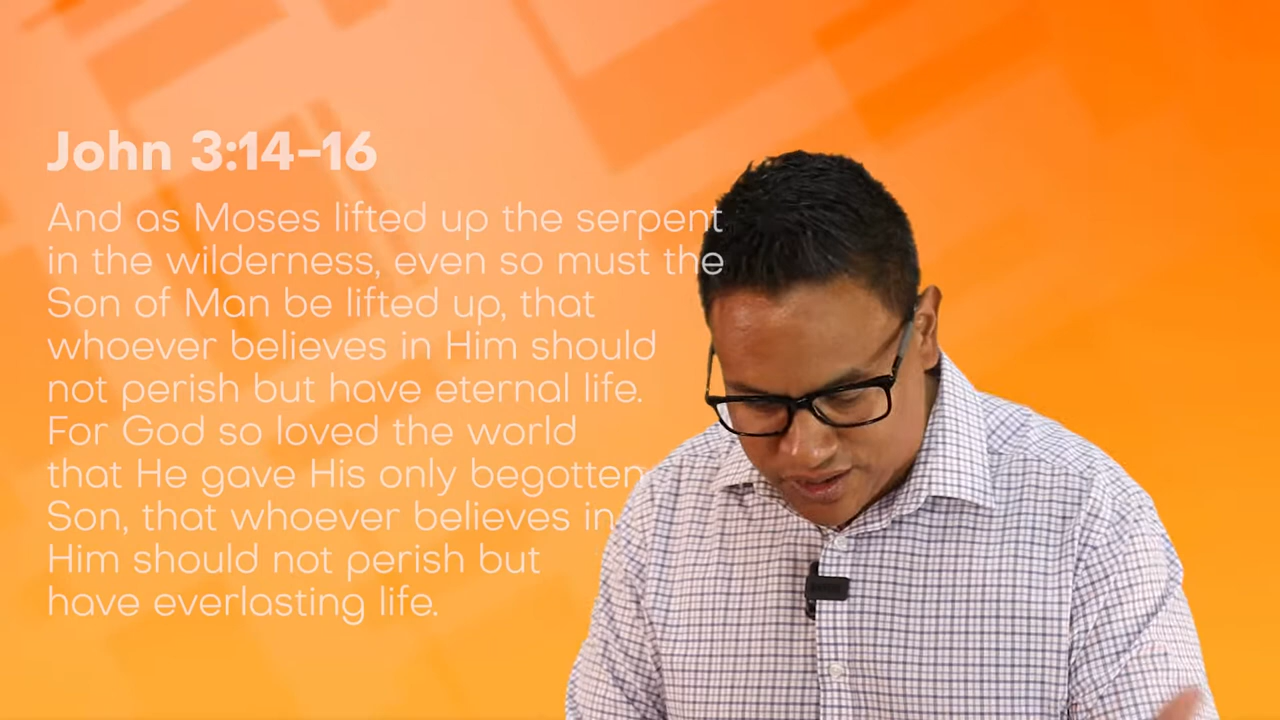 John 3:14-16
And as Moses lifted up the serpent
in the wilderness, even so must the
Son of Man be lifted up, that
whoever believes in Him should
not perish but have eternal life.
For God so loved the world
that He gave His only begotten
Son, that whoever believes in
Him should not perish but
have everlasting life.